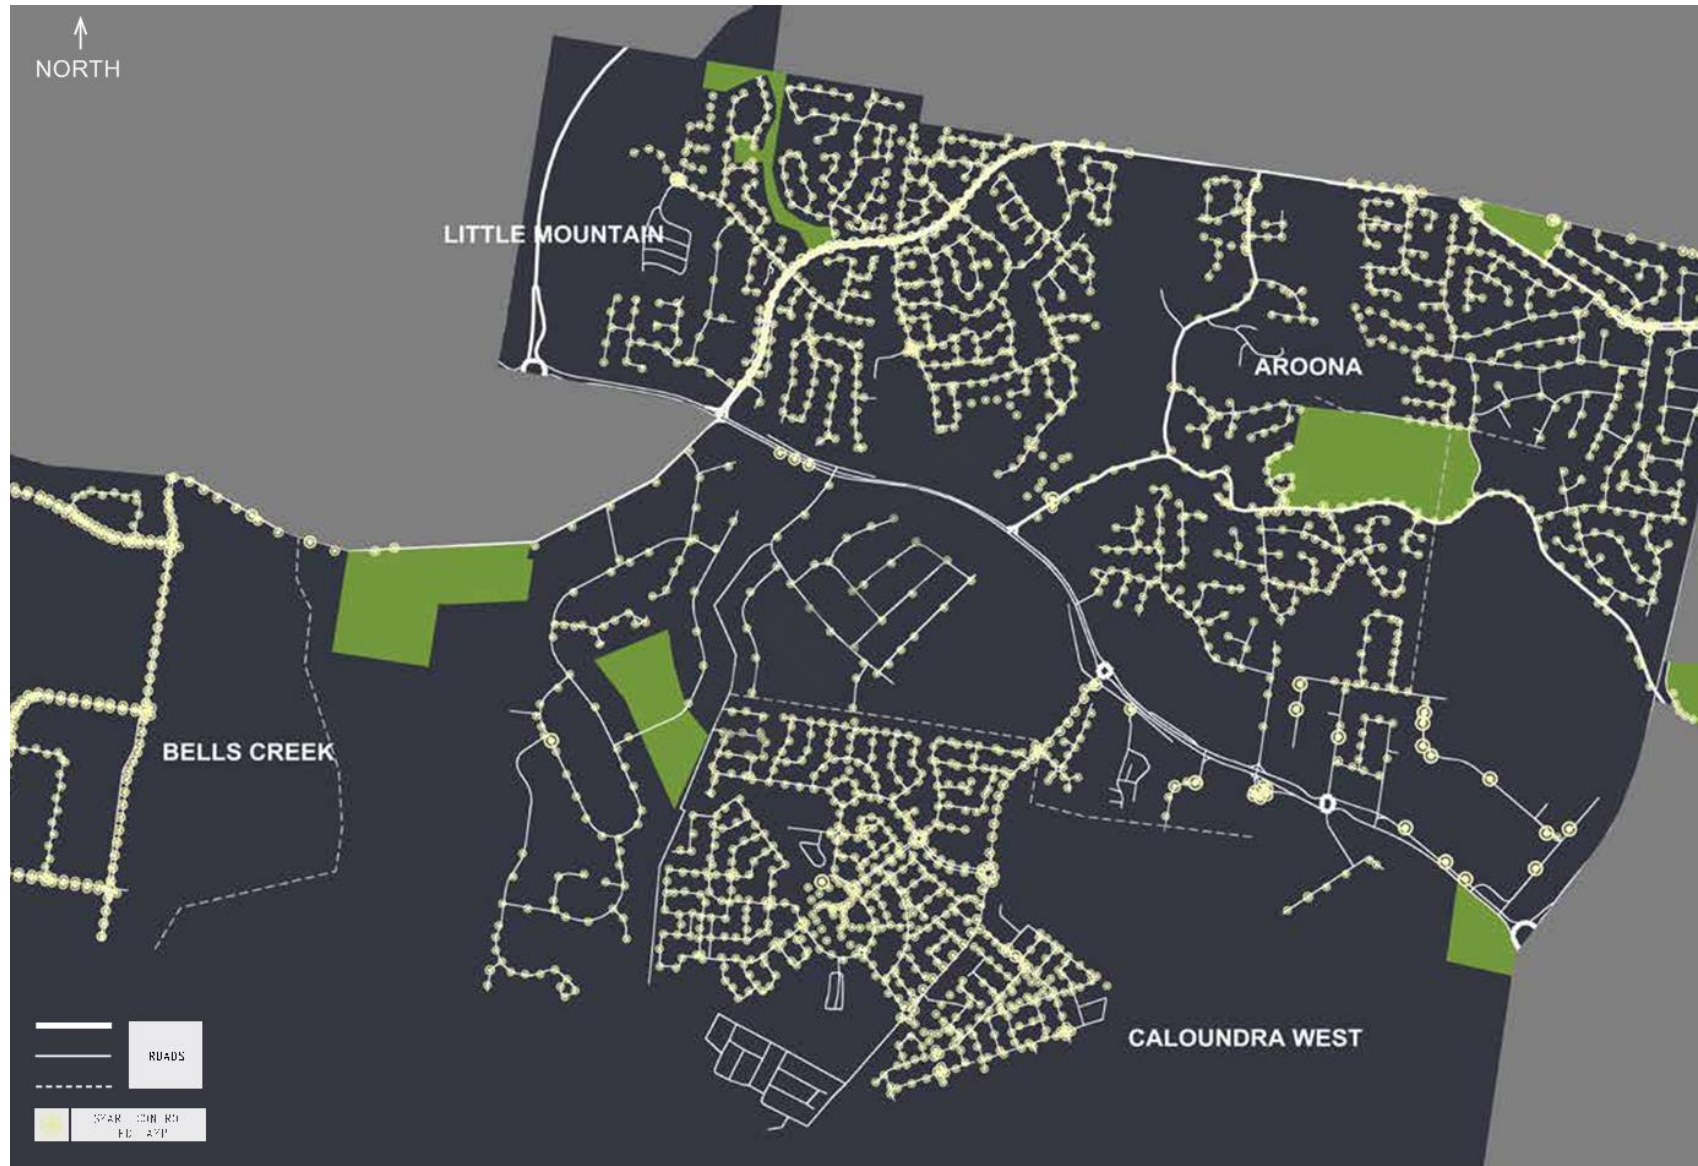 NORTH
LITTLE MOUNTAIN
AROONA
BELLS CREEK
CALOUNDRA WEST
ROADS